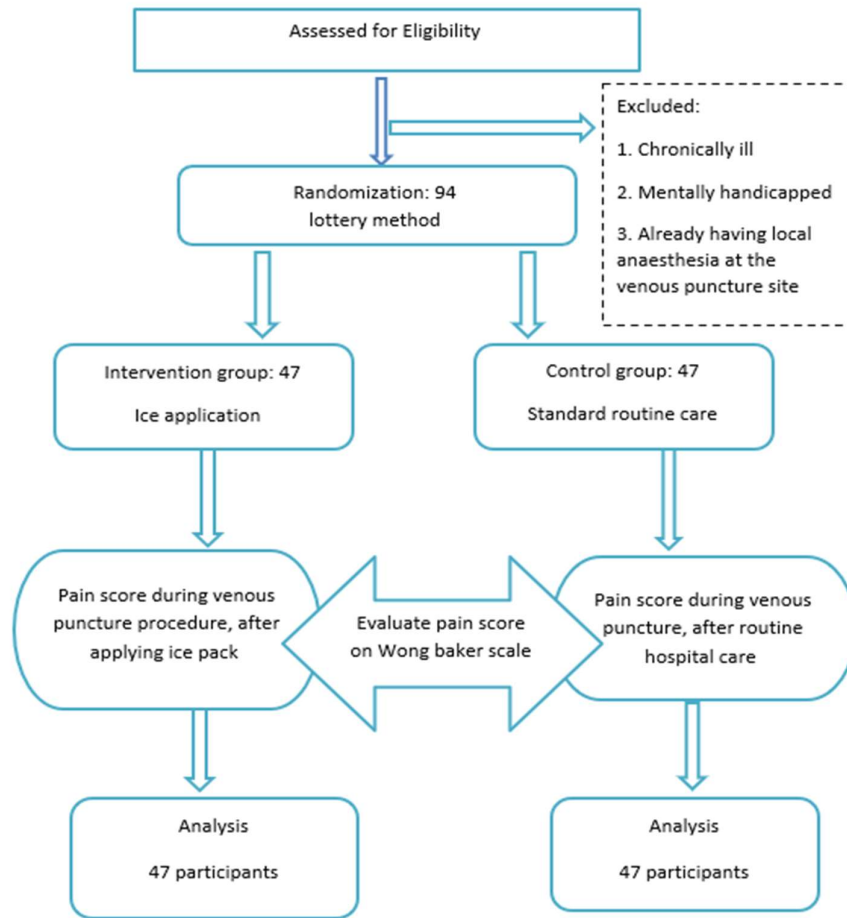 Assessed for Eligibility
Excluded:
1. Chronically ill
2. Mentally handicapped
3. Already having local
anaesthesia at the
venous puncture site
Randomization: 94
lottery method
Intervention group: 47
Ice application
Control group: 47
Standard routine care
Pain score during venous
puncture procedure, after
applying ice pack
Evaluate pain score
on Wong baker scale
Pain score during venous
puncture, after routine
hospital care
Analysis
47 participants
Analysis
47 participants